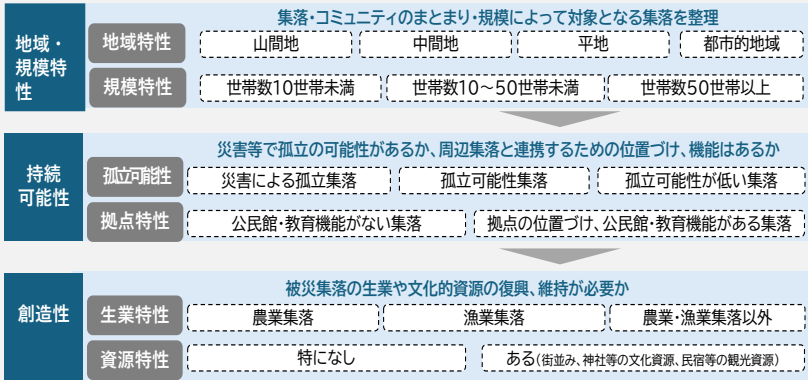 地域・
規模特
性
集落・コミュニティのまとまり・規模によって対象となる集落を整理
地域特性
山間地
中間地
平地
都市的地域
規模特性
世帯数10世帯未満
世帯数10～50世帯未満
世帯数50世帯以上
持続
可能性
災害等で孤立の可能性があるか、周辺集落と連携するための位置づけ、機能はあるか
孤立可能性
災害による孤立集落
孤立可能性集落
孤立可能性が低い集落
拠点特性
公民館・教育機能がない集落
拠点の位置づけ、公民館・教育機能がある集落
創造性
被災集落の生業や文化的資源の復興、維持が必要か
生業特性
農業集落
漁業集落
農業・漁業集落以外
資源特性
特になし
ある(街並み、神社等の文化資源、民宿等の観光資源)